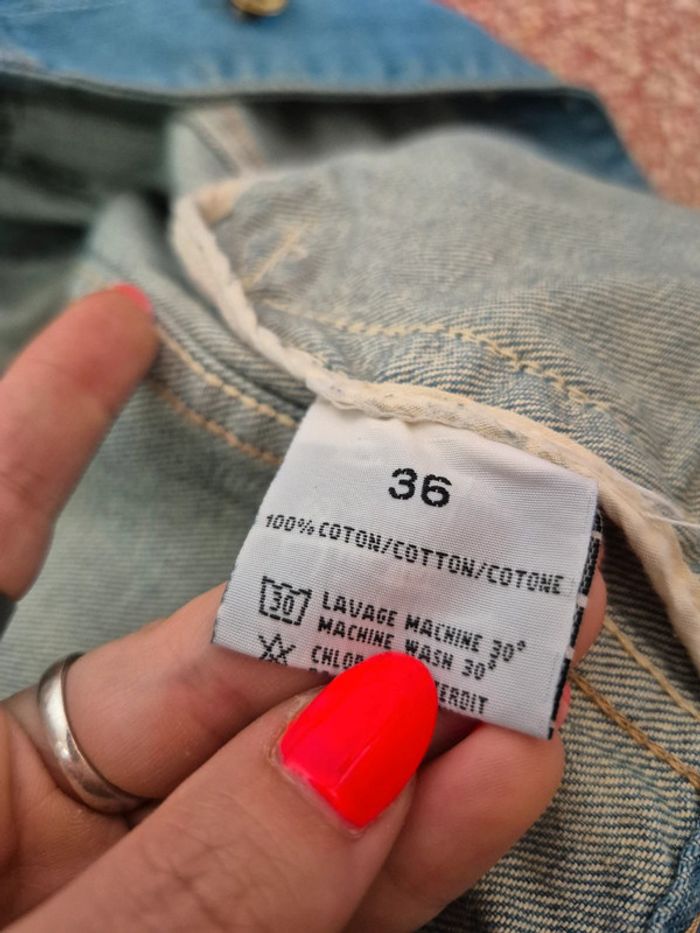 36
100% COTON/COTTON/COTONE
30 LAVAGE MACHINE 30°
MACHINE WASH 30°